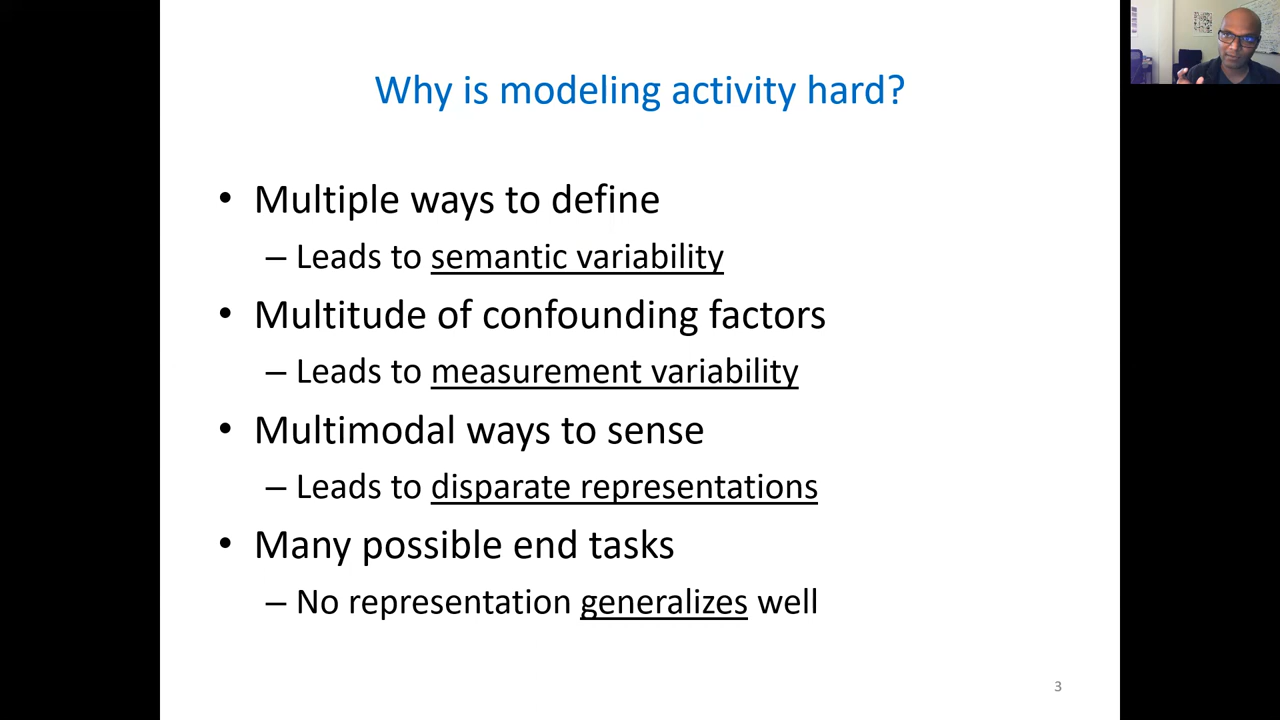 Why is modeling activity hard?
• Multiple ways to define
– Leads to semantic variability
• Multitude of confounding factors
– Leads to measurement variability
• Multimodal ways to sense
– Leads to disparate representations
• Many possible end tasks
– No representation generalizes well
3